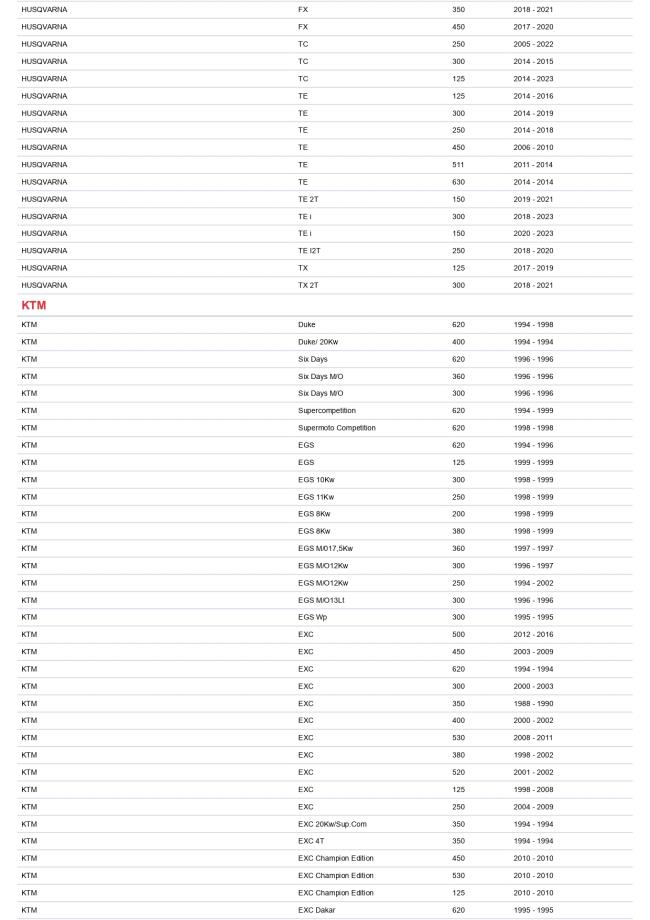 HUSQVARNA FX 350 2018 - 2021
HUSQVARNA FX 450 2017 - 2020
HUSQVARNA TC 250 2005 - 2022
HUSQVARNA TC 300 2014 - 2015
HUSQVARNA TC 125 2014 - 2023
HUSQVARNA TE 125 2014 - 2016
HUSQVARNA TE 300 2014 - 2019
HUSQVARNA TE 250 2014 - 2018
HUSQVARNA TE 450 2006 - 2010
HUSQVARNA TE 511 2011 - 2014
HUSQVARNA TE 630 2014 - 2014
HUSQVARNA TE 2T 150 2019 - 2021
HUSQVARNA TE i 300 2018 - 2023
HUSQVARNA TE i 150 2020 - 2023
HUSQVARNA TE I2T 250 2018 - 2020
HUSQVARNA TX 125 2017 - 2019
HUSQVARNA TX 2T 300 2018 - 2021
KTM
KTM Duke 620 1994 - 1998
KTM Duke/ 20Kw 400 1994 - 1994
KTM Six Days 620 1996 - 1996
KTM Six Days M/O 360 1996 - 1996
KTM Six Days M/O 300 1996 - 1996
KTM Supercompetition 620 1994 - 1999
KTM Supermoto Competition 620 1998 - 1998
KTM EGS 620 1994 - 1996
KTM EGS 125 1999 - 1999
KTM EGS 10Kw 300 1998 - 1999
KTM EGS 11Kw 250 1998 - 1999
KTM EGS 8Kw 200 1998 - 1999
KTM EGS 8Kw 380 1998 - 1999
KTM EGS M/017,5Kw 360 1997 - 1997
KTM EGS M/O12Kw 300 1996 - 1997
KTM EGS M/O12Kw 250 1994 - 2002
KTM EGS M/O13Lt 300 1996 - 1996
KTM EGS Wp 300 1995 - 1995
KTM EXC 500 2012 - 2016
KTM EXC 450 2003 - 2009
KTM EXC 620 1994 - 1994
KTM EXC 300 2000 - 2003
KTM EXC 350 1988 - 1990
KTM EXC 400 2000 - 2002
KTM EXC 530 2008 - 2011
KTM EXC 380 1998 - 2002
KTM EXC 520 2001 - 2002
KTM EXC 125 1998 - 2008
KTM EXC 250 2004 - 2009
KTM EXC 20Kw/Sup.Com 350 1994 - 1994
KTM EXC 4T 350 1994 - 1994
KTM EXC Champion Edition 450 2010 - 2010
KTM EXC Champion Edition 530 2010 - 2010
KTM EXC Champion Edition 125 2010 - 2010
KTM EXC Dakar 620 1995 - 1995